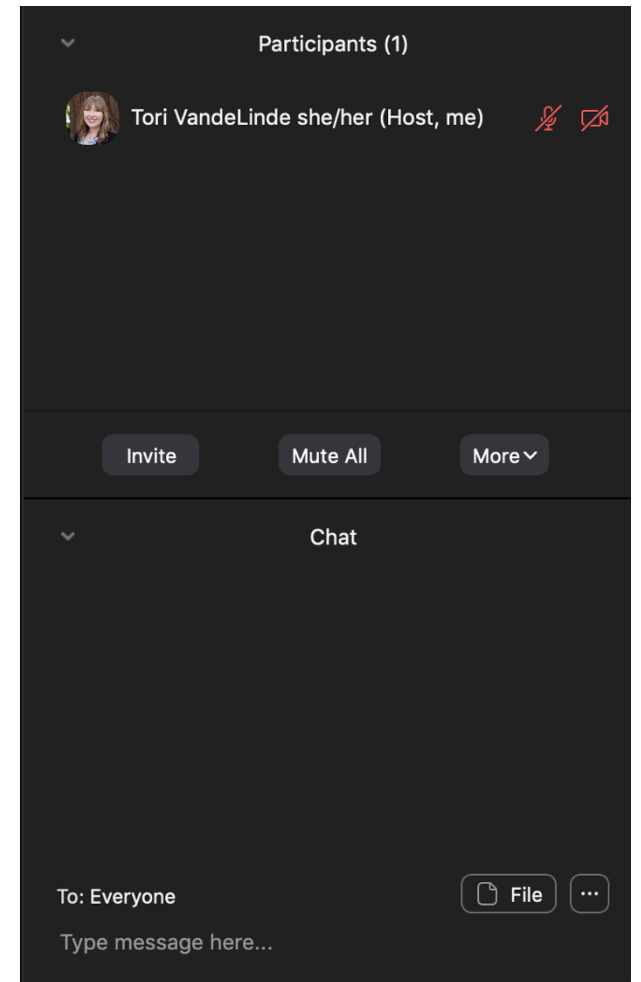 Participants (1)
Tori VandeLinde she/her (Host, me)
Invite Mute All More
Chat
To: Everyone File ...
Type message here...